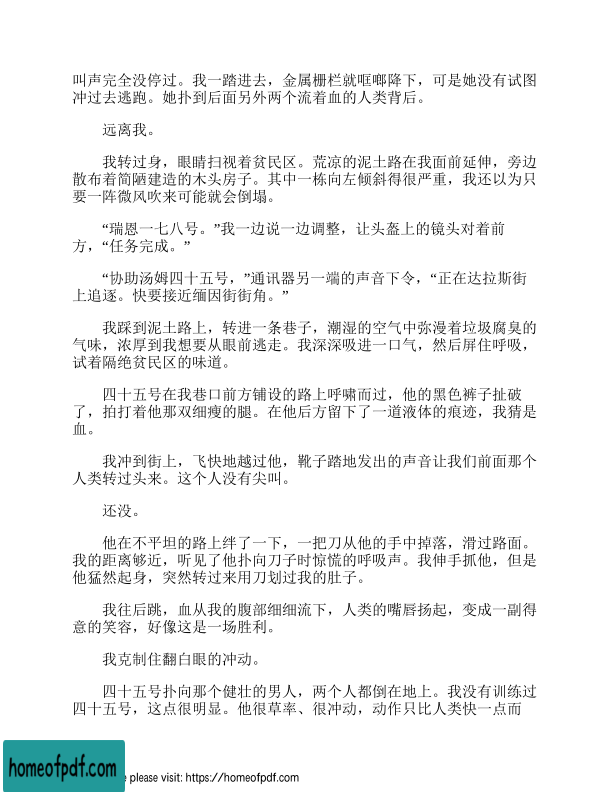 叫声完全没停过。我一踏进去，金属栅栏就哐啷降下，可是她没有试图
冲过去逃跑。她扑到后面另外两个流着血的人类背后。
远离我。
我转过身，眼睛扫视着贫民区。荒凉的泥土路在我面前延伸，旁边
散布着简陋建造的木头房子。其中一栋向左倾斜得很严重，我还以为只
要一阵微风吹来可能就会倒塌。
“瑞恩一七八号。”我一边说一边调整，让头盔上的镜头对着前
方，“任务完成。”
“协助汤姆四十五号，”通讯器另一端的声音下令，“正在达拉斯街
上追逐。快要接近缅因街街角。”
我踩到泥土路上，转进一条巷子，潮湿的空气中弥漫着垃圾腐臭的
气味，浓厚到我想要从眼前逃走。我深深吸进一口气，然后屏住呼吸，
试着隔绝贫民区的味道。
四十五号在我巷口前方铺设的路上呼啸而过，他的黑色裤子扯破
了，拍打着他那双细瘦的腿。在他后方留下了一道液体的痕迹，我猜是
血。
我冲到街上，飞快地越过他，靴子踏地发出的声音让我们前面那个
人类转过头来。这个人没有尖叫。
还没。
他在不平坦的路上绊了一下，一把刀从他的手中掉落，滑过路面。
我的距离够近，听见了他扑向刀子时惊慌的呼吸声。我伸手抓他，但是
他猛然起身，突然转过来用刀划过我的肚子。
我往后跳，血从我的腹部细细流下，人类的嘴唇扬起，变成一副得
意的笑容，好像这是一场胜利。
我克制住翻白眼的冲动。
四十五号扑向那个健壮的男人，两个人都倒在地上。我没有训练过
四十五号，这点很明显。他很草率、很冲动，动作只比人类快一点而
homeofpdf.com
e please visit: https://homeofpdf.com